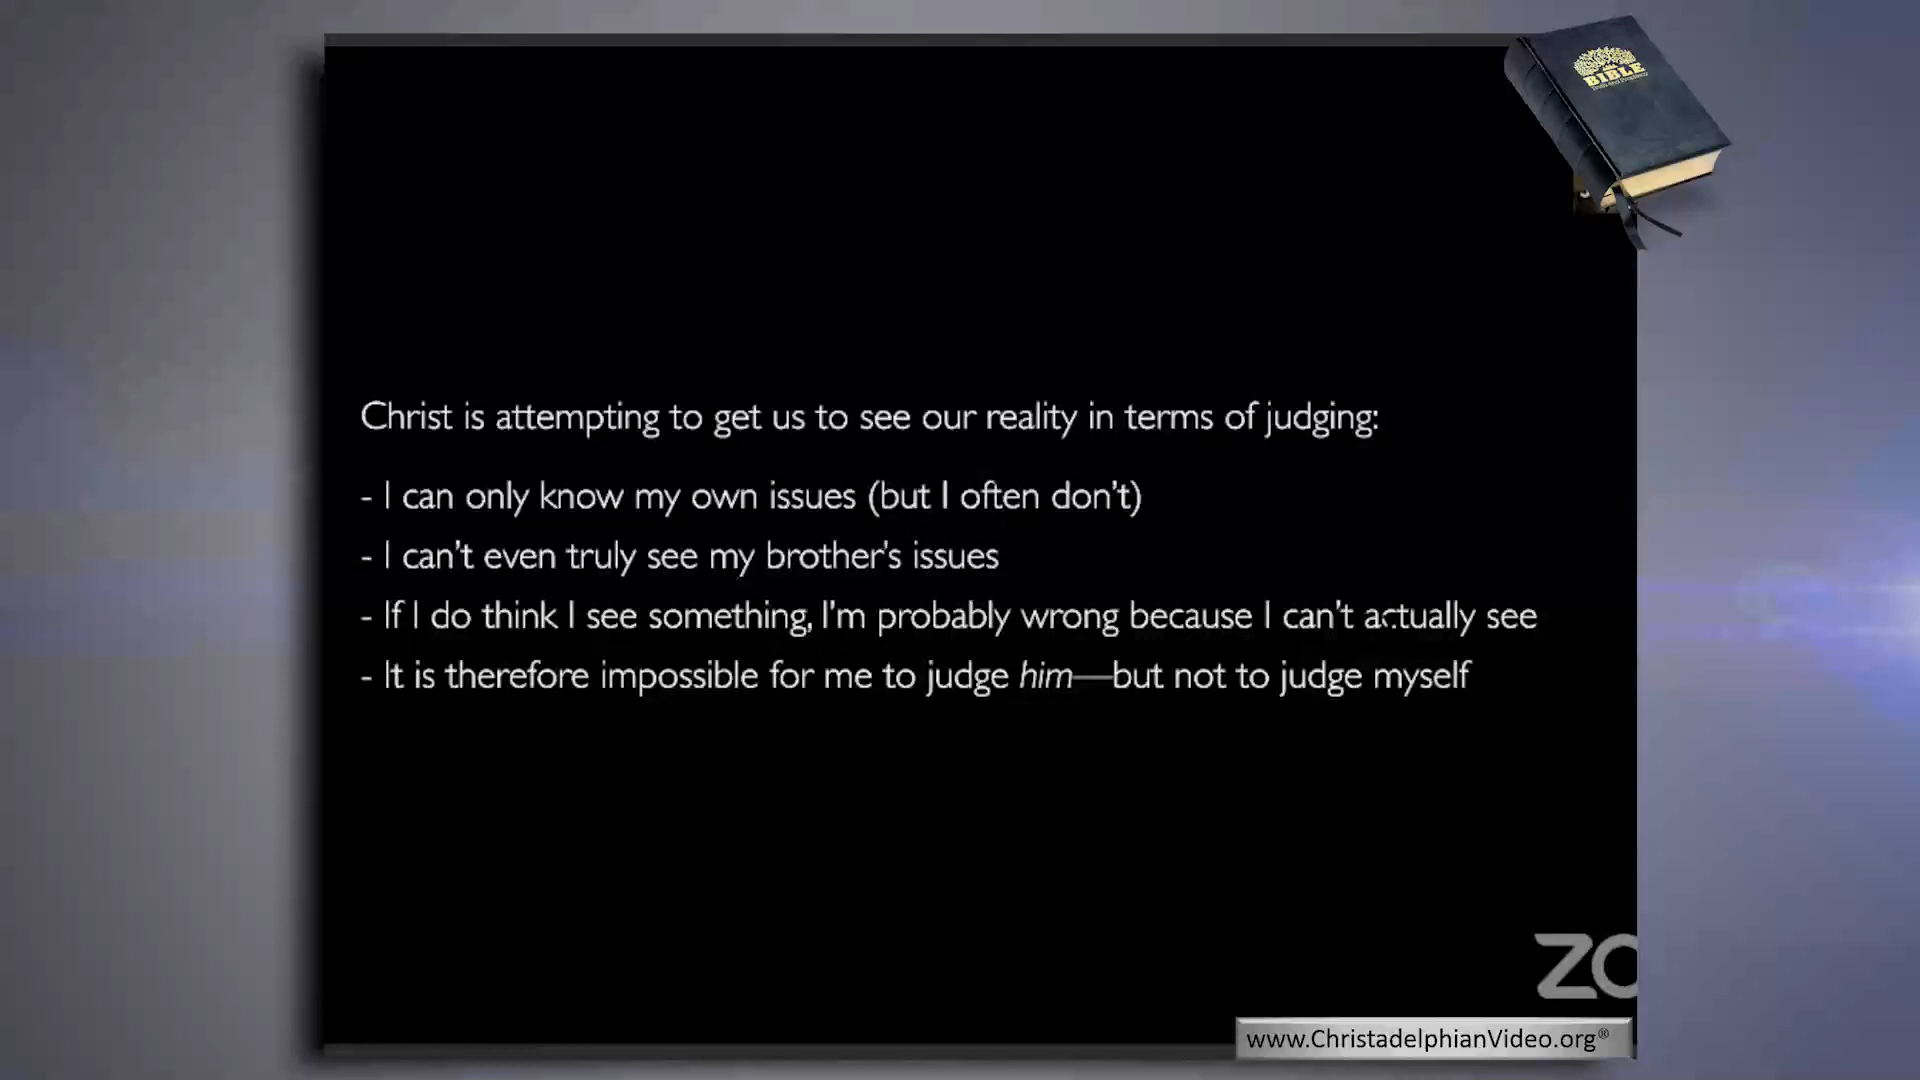 BIBLE
Christ is attempting to get us to see our reality in terms of judging:
- I can only know my own issues (but I often don't)
- I can't even truly see my brother's issues
- If I do think I see something, I'm probably wrong because I can't actually see
- It is therefore impossible for me to judge him—but not to judge myself
ZO
www.ChristadelphianVideo.org®